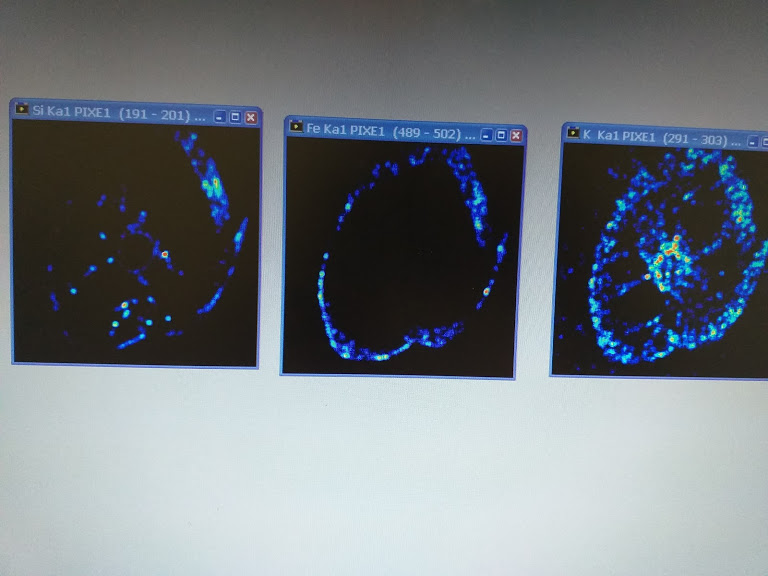 Si Ka1 PIXE1 (191 - 201) ...
Fe Ka1 PIXE1 (489 - 502) ...
K Ka1 PIXE1 (291 - 303) ...